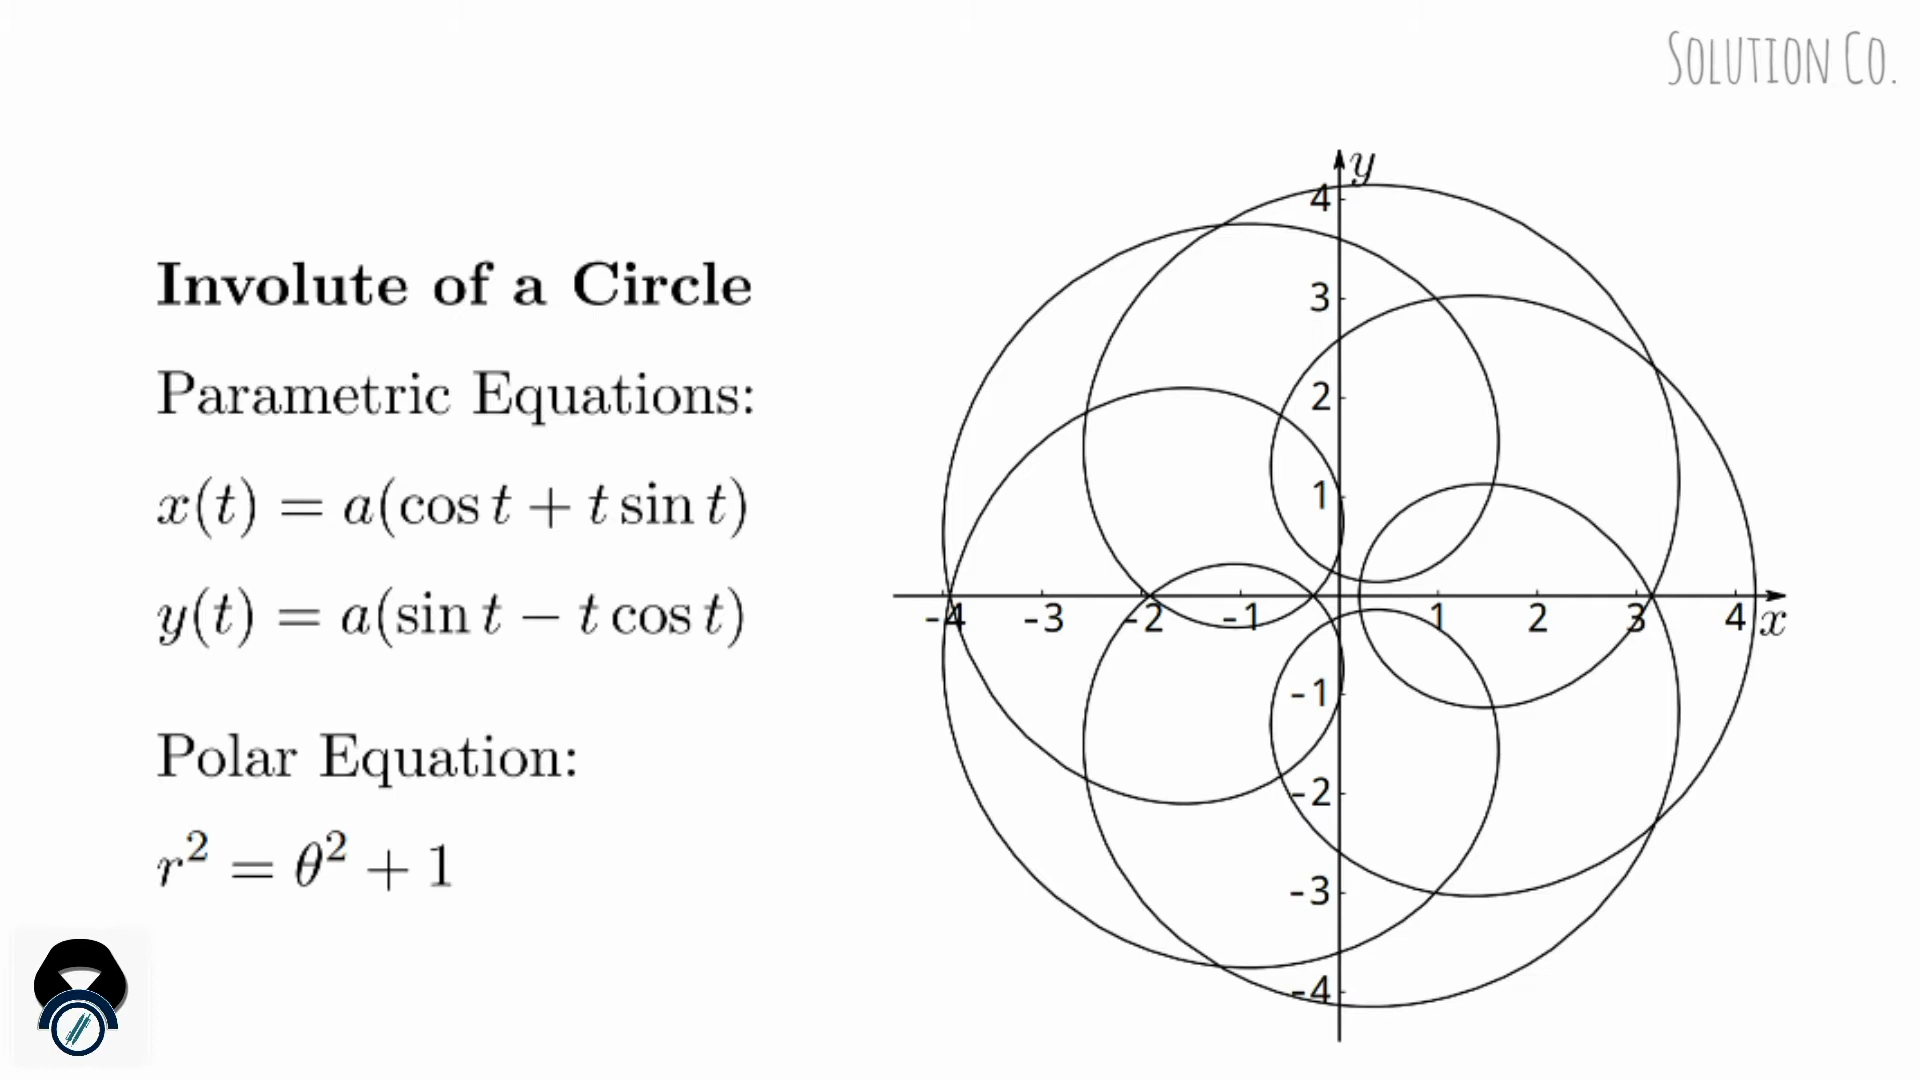 SOLUTION CO.
Involute of a Circle
Parametric Equations:
x(t) = a(cos t + t sin t)
y(t) = a(sin t − t cos t)
Polar Equation:
r² = θ² + 1
y
4
3
2
1
-4 -3 -2 -1 1 2 3 4 x
-1
-2
-3
-4